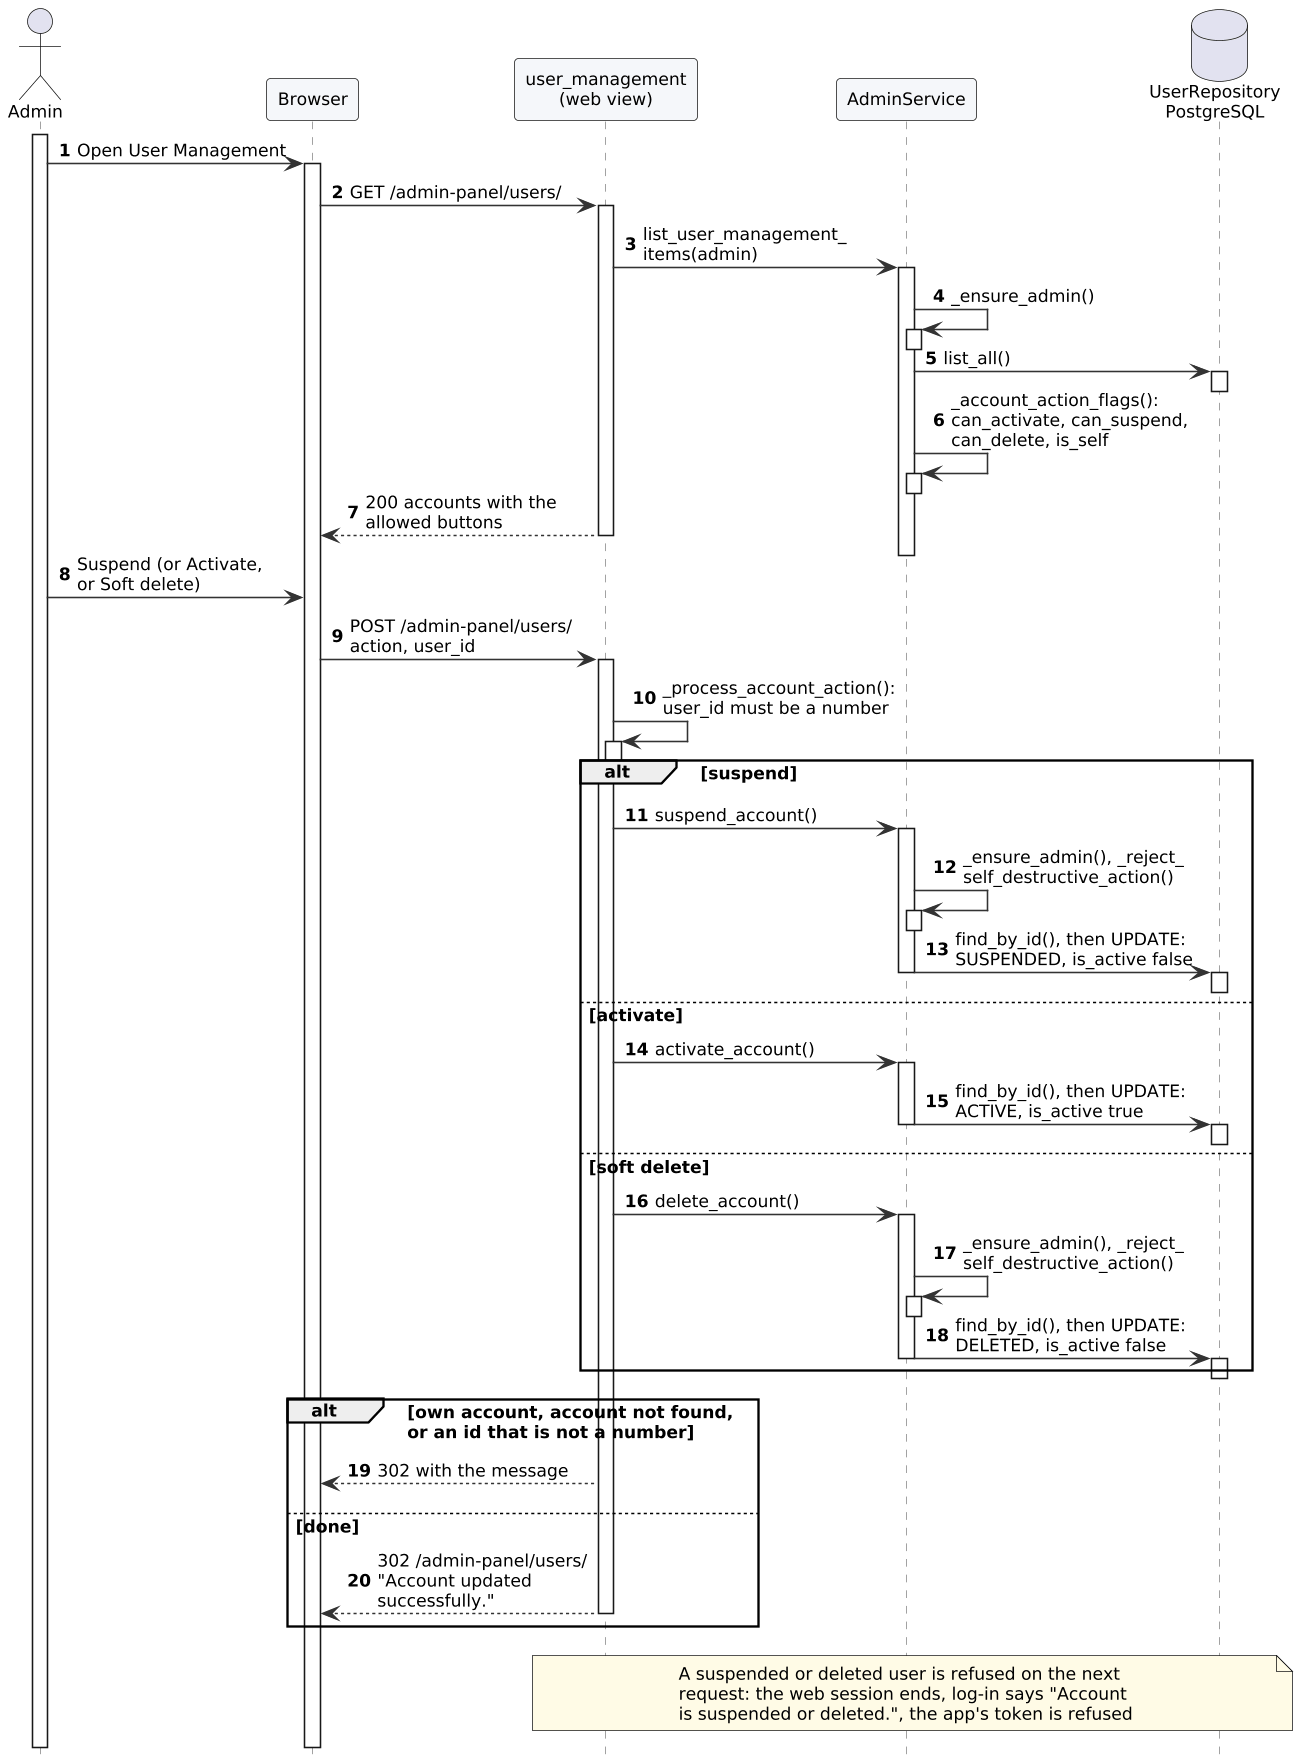 Admin
Browser
user_management
(web view)
AdminService
UserRepository
PostgreSQL
1 Open User Management
2 GET /admin-panel/users/
3 list_user_management_
items(admin)
4 _ensure_admin()
5 list_all()
6 _account_action_flags():
can_activate, can_suspend,
can_delete, is_self
7 200 accounts with the
allowed buttons
8 Suspend (or Activate,
or Soft delete)
9 POST /admin-panel/users/
action, user_id
10 _process_account_action():
user_id must be a number
alt [suspend]
11 suspend_account()
12 _ensure_admin(), _reject_
self_destructive_action()
13 find_by_id(), then UPDATE:
SUSPENDED, is_active false
[activate]
14 activate_account()
15 find_by_id(), then UPDATE:
ACTIVE, is_active true
[soft delete]
16 delete_account()
17 _ensure_admin(), _reject_
self_destructive_action()
18 find_by_id(), then UPDATE:
DELETED, is_active false
alt [own account, account not found,
or an id that is not a number]
19 302 with the message
[done]
20 302 /admin-panel/users/
"Account updated
successfully."
A suspended or deleted user is refused on the next
request: the web session ends, log-in says "Account
is suspended or deleted.", the app's token is refused